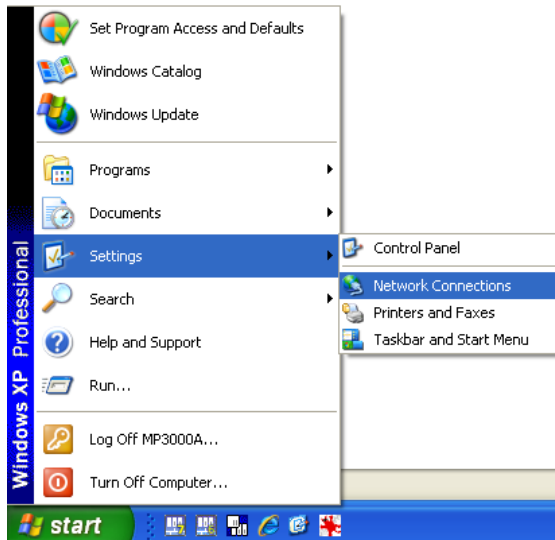 Set Program Access and Defaults
Windows Catalog
Windows Update
Programs
Documents
Settings
Search
Help and Support
Run...
Log Off MP3000A...
Turn Off Computer...
Control Panel
Network Connections
Printers and Faxes
Taskbar and Start Menu
Windows XP Professional
start